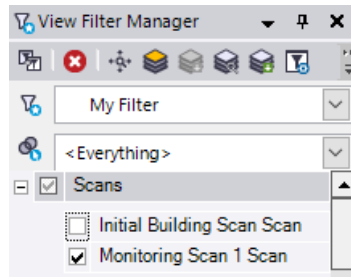 View Filter Manager
My Filter
<Everything>
Scans
Initial Building Scan Scan
Monitoring Scan 1 Scan